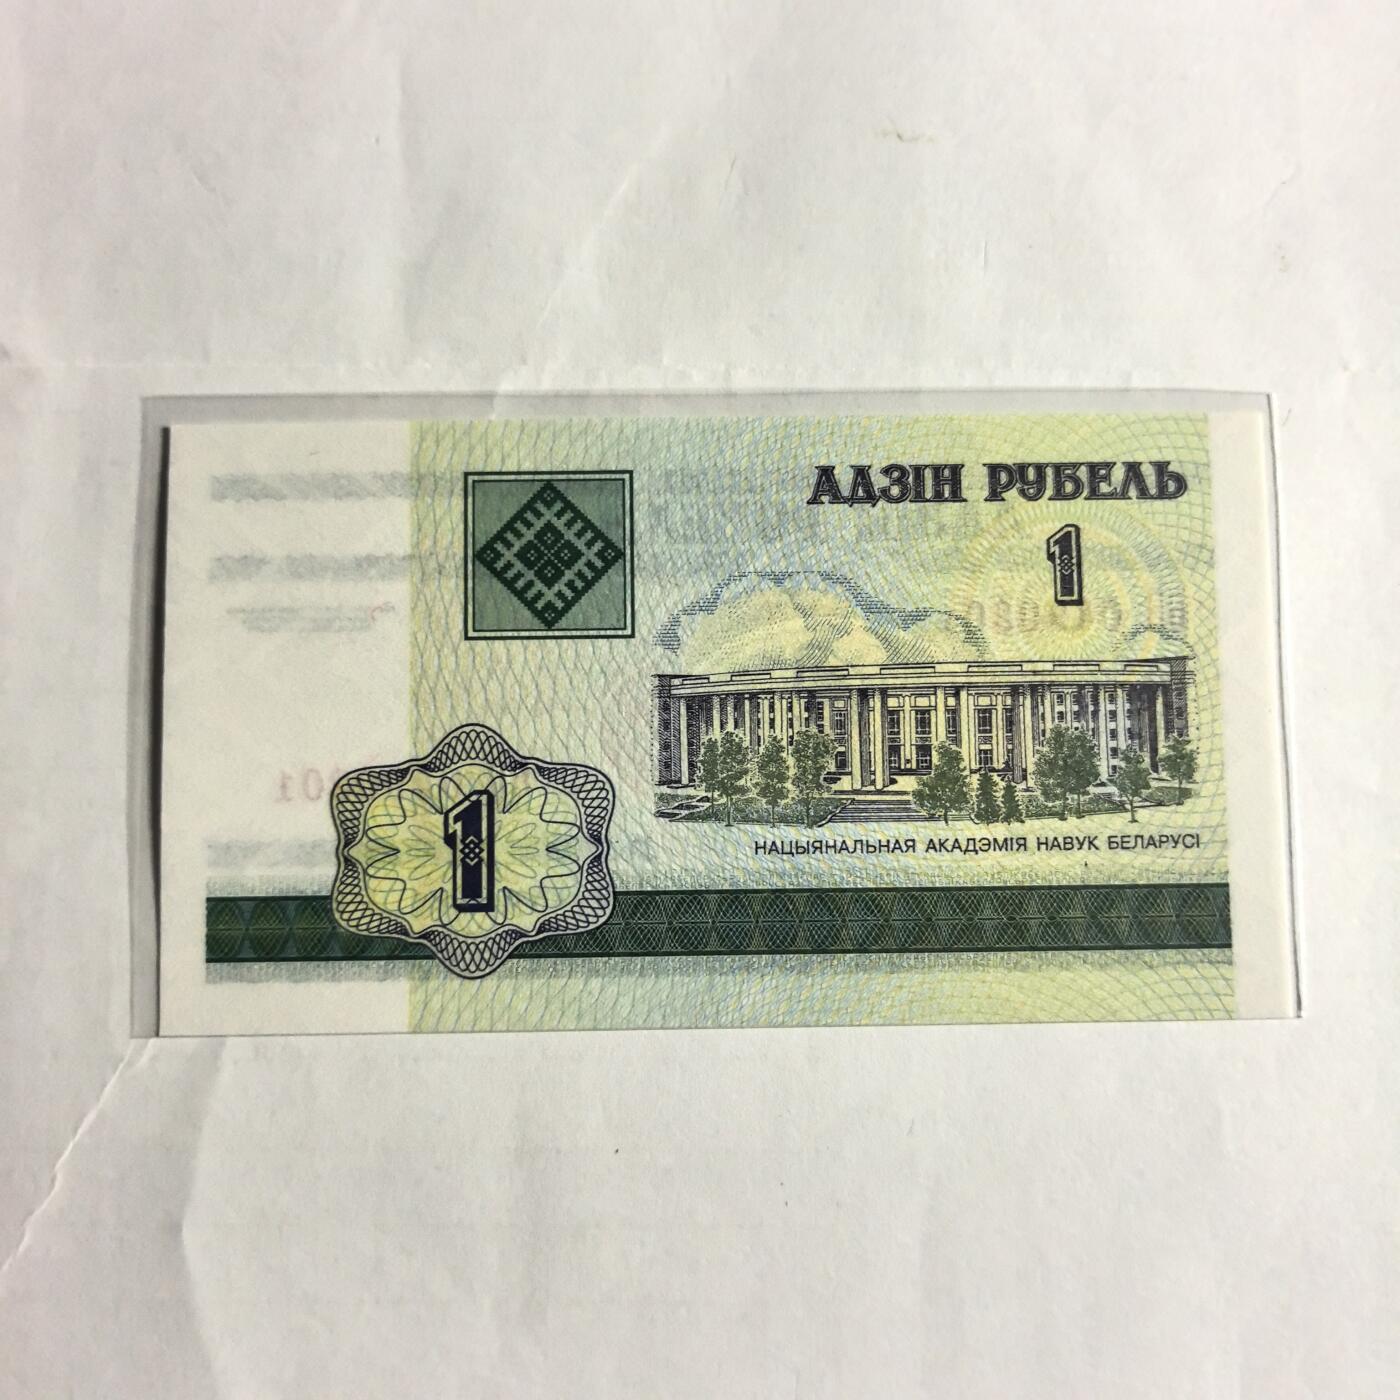 АДЗІН РУБЕЛЬ
1
НАЦЫЯНАЛЬНАЯ АКАДЭМІЯ НАВУК БЕЛАРУСІ
1